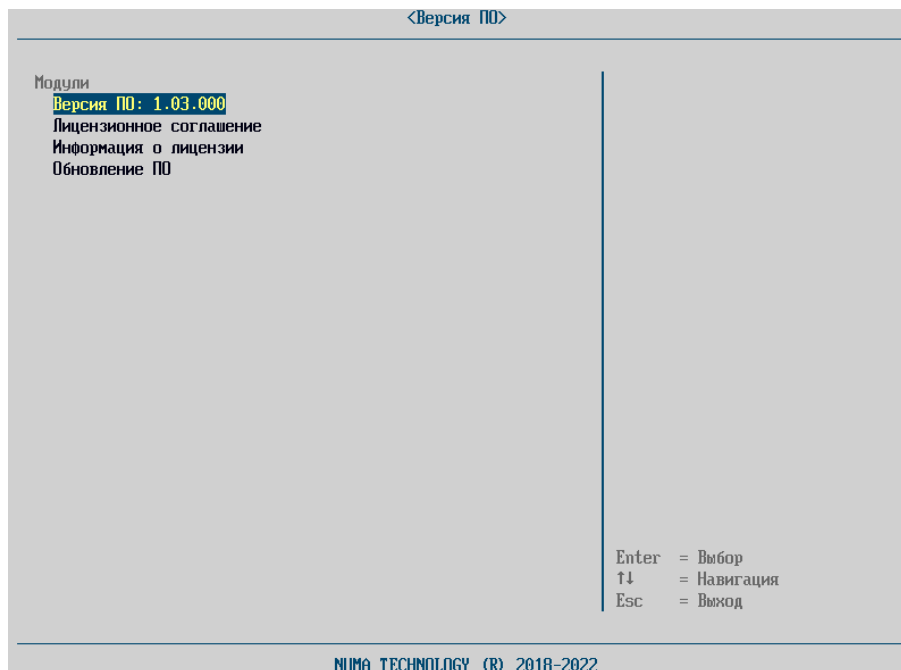 <Версия ПО>
Модули
Версия ПО: 1.03.000
Лицензионное соглашение
Информация о лицензии
Обновление ПО
Enter = Выбор
↑↓ = Навигация
Esc = Выход
NUMA TECHNOLOGY (R) 2018-2022